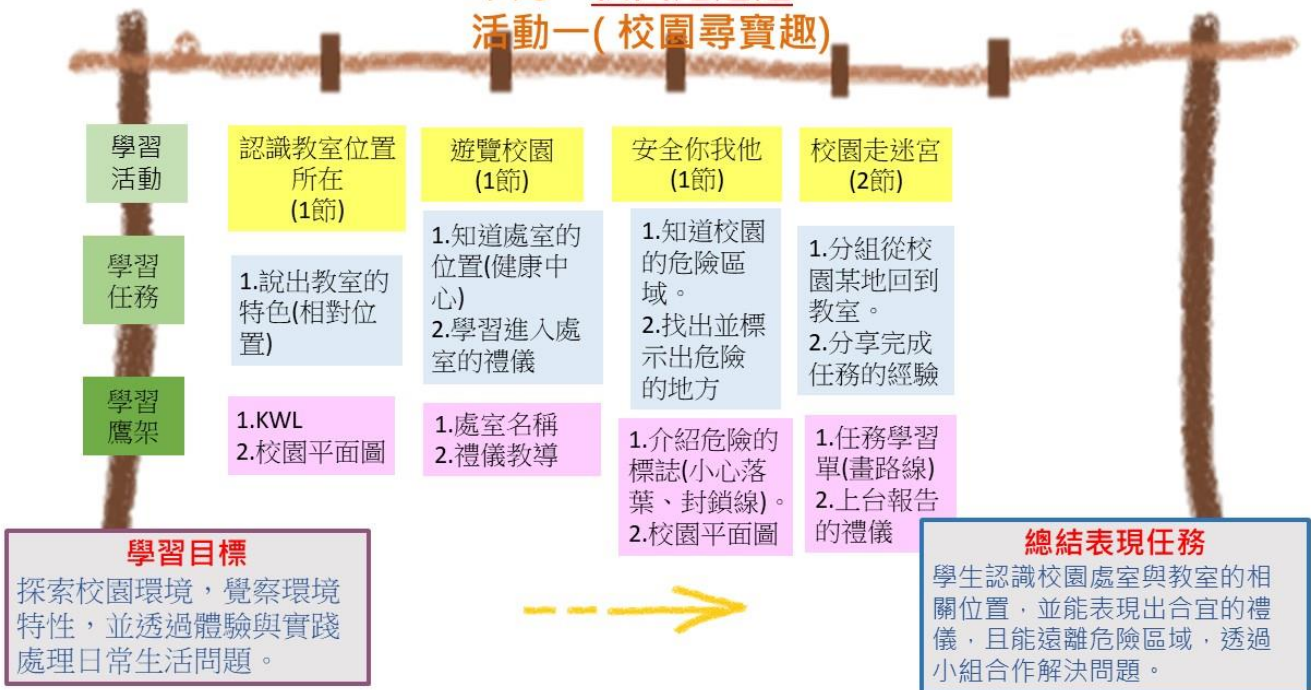 活動一( 校園尋寶趣)
學習
活動
認識教室位置
所在
(1節)
遊覽校園
(1節)
安全你我他
(1節)
校園走迷宮
(2節)
學習
任務
1.說出教室的
特色(相對位
置)
1.知道處室的
位置(健康中
心)
2.學習進入處
室的禮儀
1.知道校園
的危險區
域。
2.找出並標
示出危險
的地方
1.分組從校
園某地回到
教室。
2.分享完成
任務的經驗
學習
鷹架
1.KWL
2.校園平面圖
1.處室名稱
2.禮儀教導
1.介紹危險的
標誌(小心落
葉、封鎖線)。
2.校園平面圖
1.任務學習
單(畫路線)
2.上台報告
的禮儀
學習目標
探索校園環境，覺察環境
特性，並透過體驗與實踐
處理日常生活問題。
總結表現任務
學生認識校園處室與教室的相
關位置，並能表現出合宜的禮
儀，且能遠離危險區域，透過
小組合作解決問題。